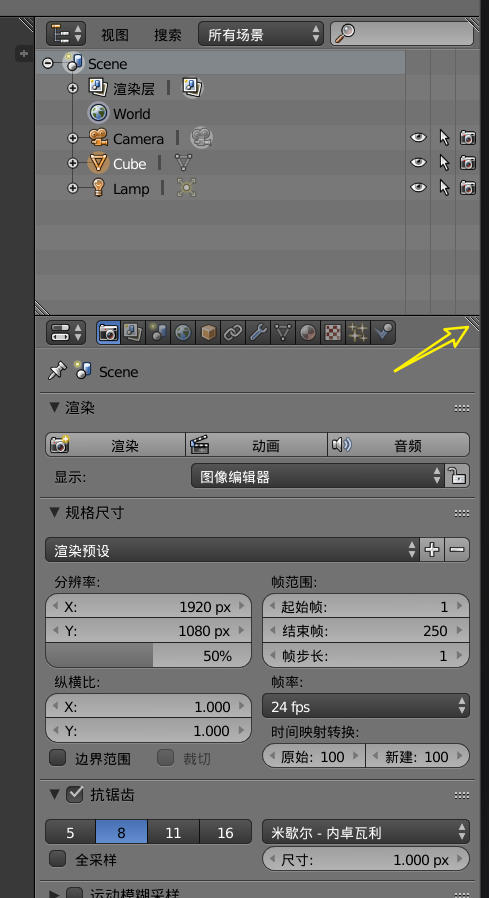 视图 搜索 所有场景
Scene
渲染层
World
Camera
Cube
Lamp
Scene
渲染
渲染 动画 音频
显示: 图像编辑器
规格尺寸
渲染预设
分辨率: 帧范围:
X: 1920 px 起始帧: 1
Y: 1080 px 结束帧: 250
50% 帧步长: 1
纵横比: 帧率:
X: 1.000 24 fps
Y: 1.000 时间映射转换:
边界范围 裁切 原始: 100 新建: 100
抗锯齿
5 8 11 16 米歇尔 - 内卓瓦利
全采样 尺寸: 1.000 px
运动模糊采样